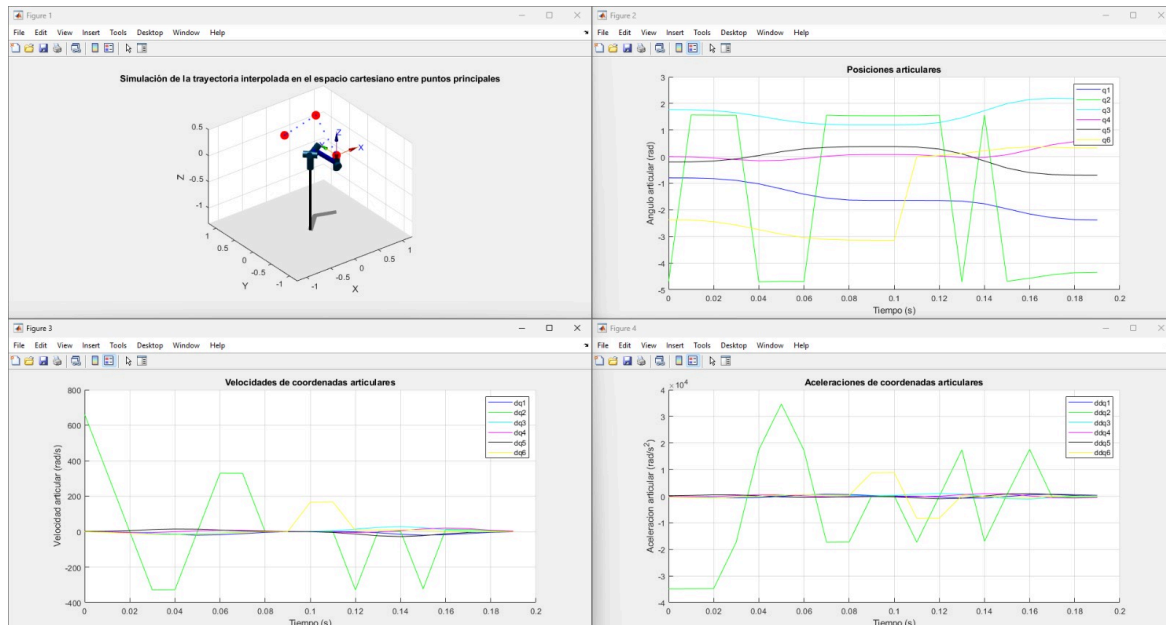 Figure 1
File Edit View Insert Tools Desktop Window Help
Simulación de la trayectoria interpolada en el espacio cartesiano entre puntos principales
0.5
0
-0.5
-1
Z
Z
X
1
0.5
0
-0.5
-1
Y
-1
-0.5
0
0.5
1
X
Figure 2
File Edit View Insert Tools Desktop Window Help
Posiciones articulares
3
2
1
0
-1
-2
-3
-4
-5
Angulo articular (rad)
q1
q2
q3
q4
q5
q6
0 0.02 0.04 0.06 0.08 0.1 0.12 0.14 0.16 0.18 0.2
Tiempo (s)
Figure 3
File Edit View Insert Tools Desktop Window Help
Velocidades de coordenadas articulares
800
600
400
200
0
-200
-400
Velocidad articular (rad/s)
dq1
dq2
dq3
dq4
dq5
dq6
0 0.02 0.04 0.06 0.08 0.1 0.12 0.14 0.16 0.18 0.2
Tiempo (s)
Figure 4
File Edit View Insert Tools Desktop Window Help
Aceleraciones de coordenadas articulares
×10⁴
4
3
2
1
0
-1
-2
-3
-4
Aceleracion articular (rad/s²)
ddq1
ddq2
ddq3
ddq4
ddq5
ddq6
0 0.02 0.04 0.06 0.08 0.1 0.12 0.14 0.16 0.18 0.2
Tiempo (s)